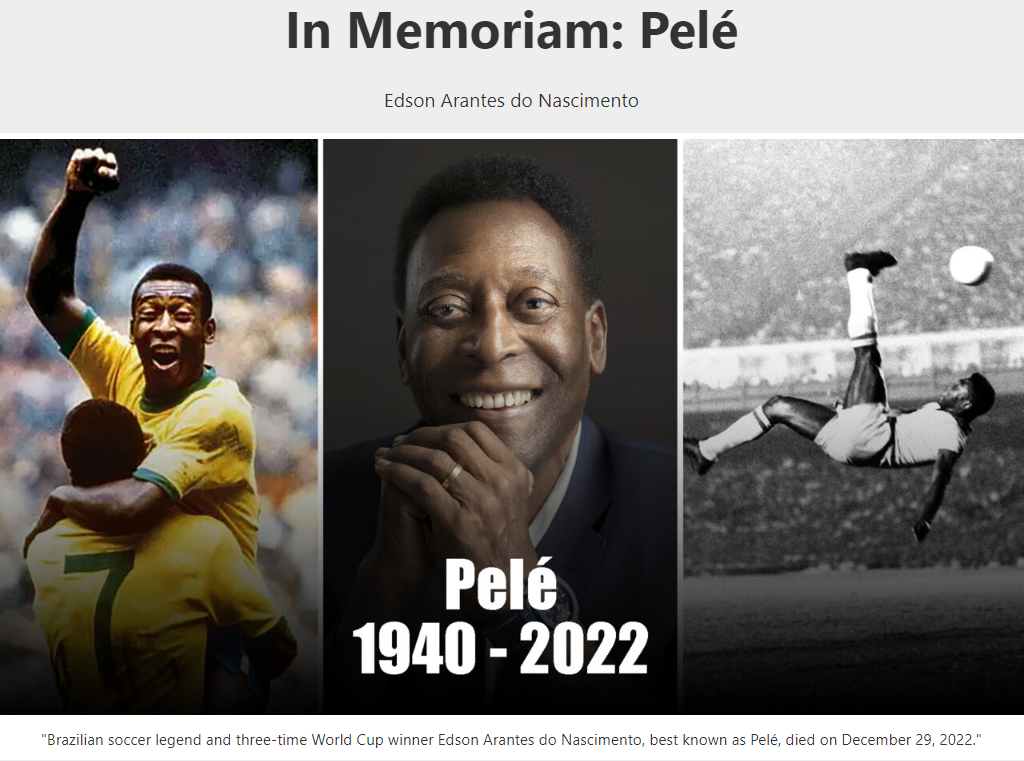 In Memoriam: Pelé
Edson Arantes do Nascimento
7
Pelé
1940 - 2022
"Brazilian soccer legend and three-time World Cup winner Edson Arantes do Nascimento, best known as Pelé, died on December 29, 2022."